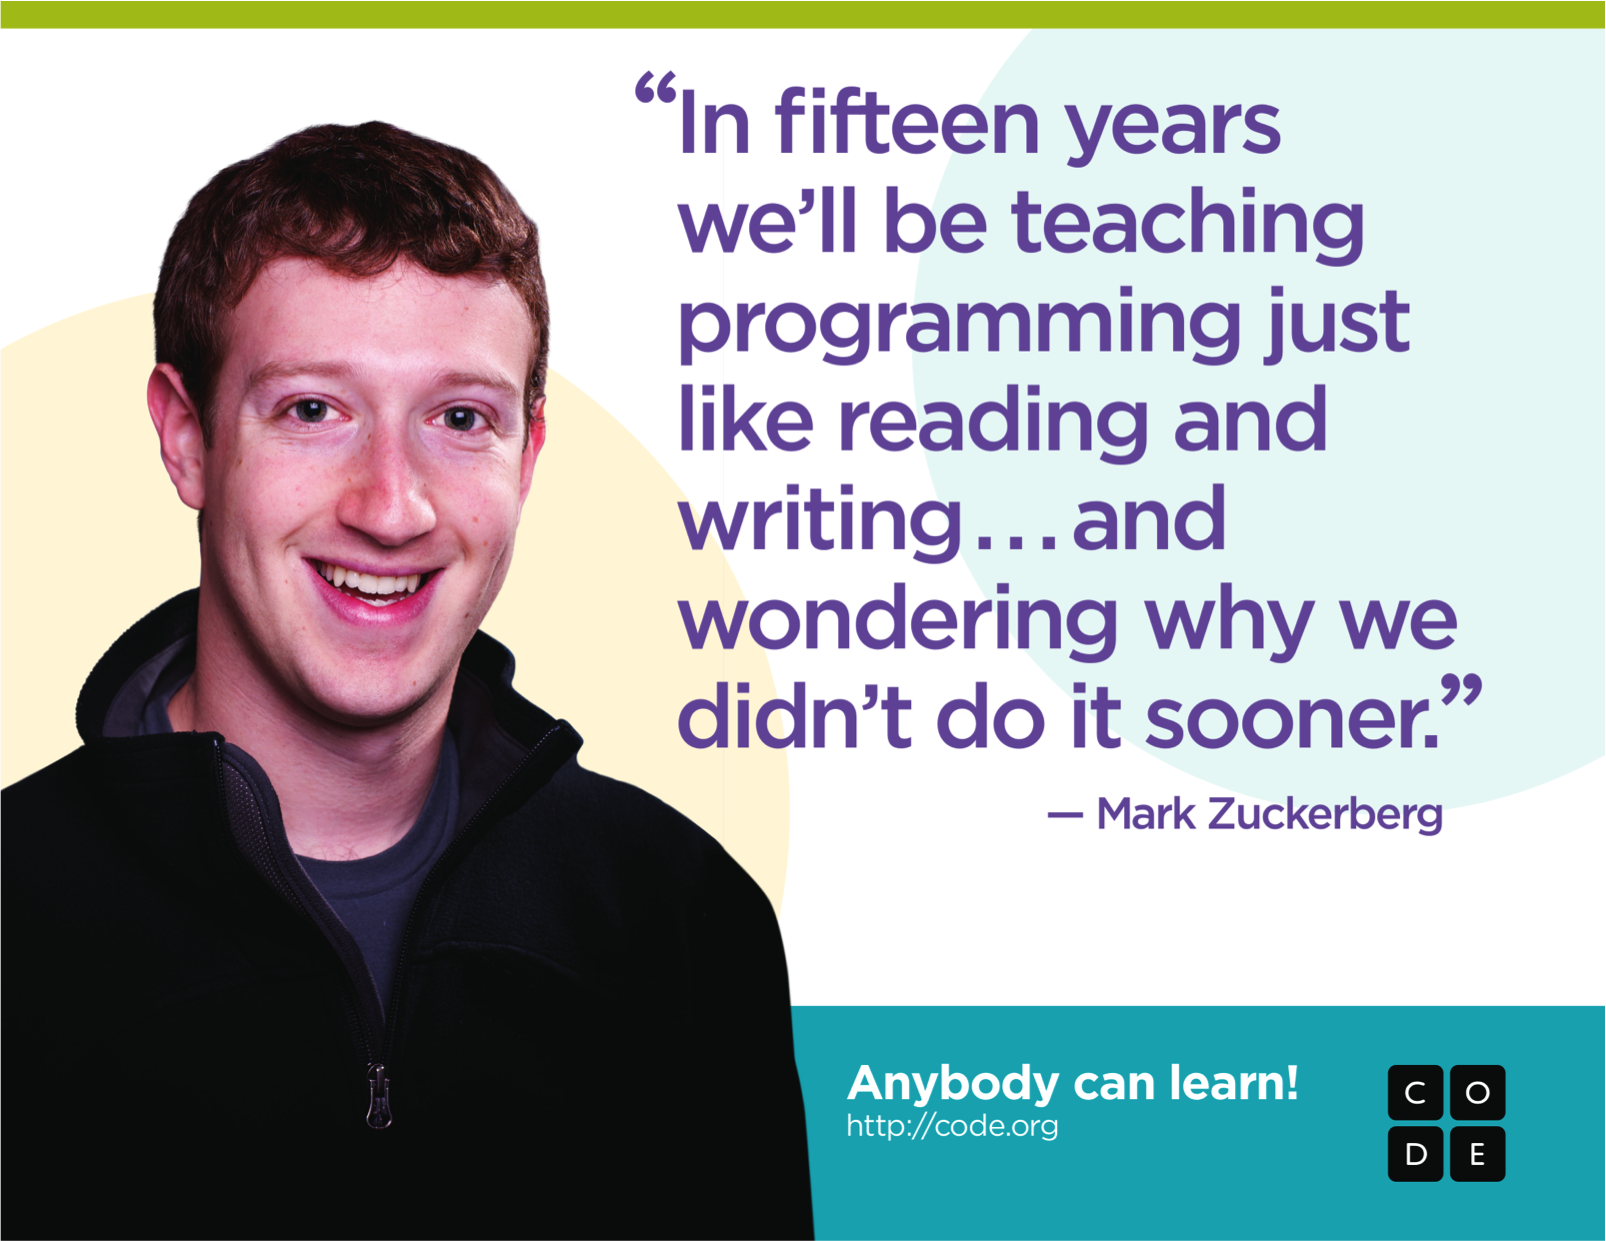 “In fifteen years
we’ll be teaching
programming just
like reading and
writing...and
wondering why we
didn’t do it sooner.”
— Mark Zuckerberg
Anybody can learn!
http://code.org
C O
D E